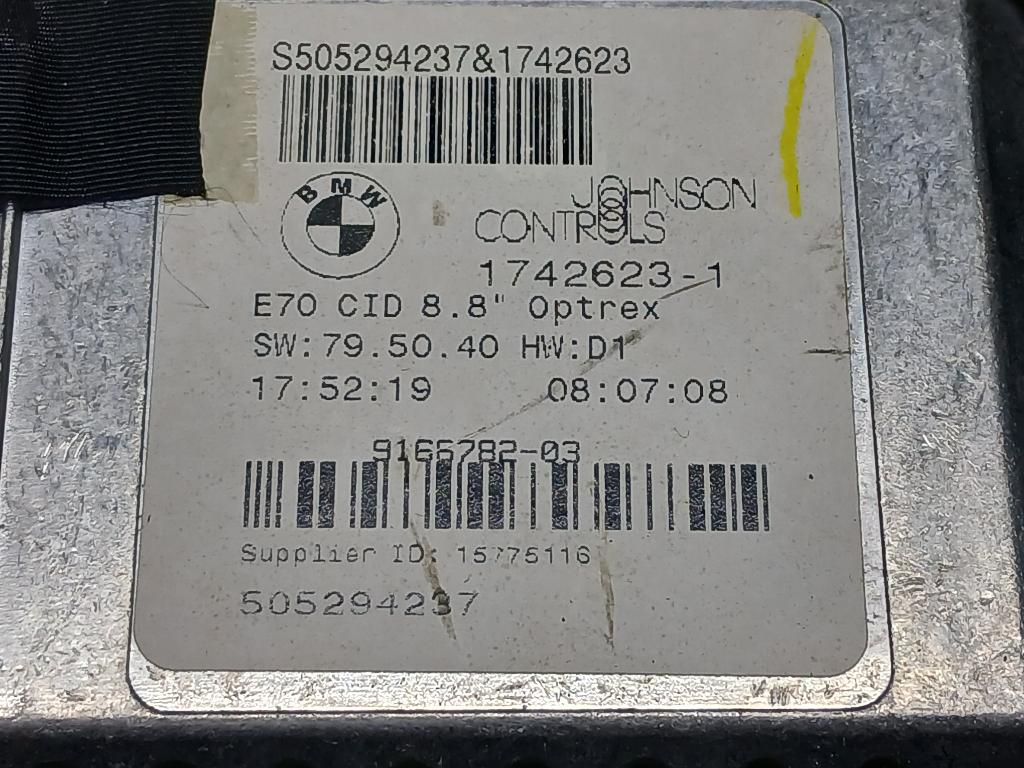 S505294237&1742623
BMW
JOHNSON
CONTROLS
1742623-1
E70 CID 8.8" Optrex
SW:79.50.40 HW:D1
17:52:19 08:07:08
9165782-03
Supplier ID: 15775116
505294237